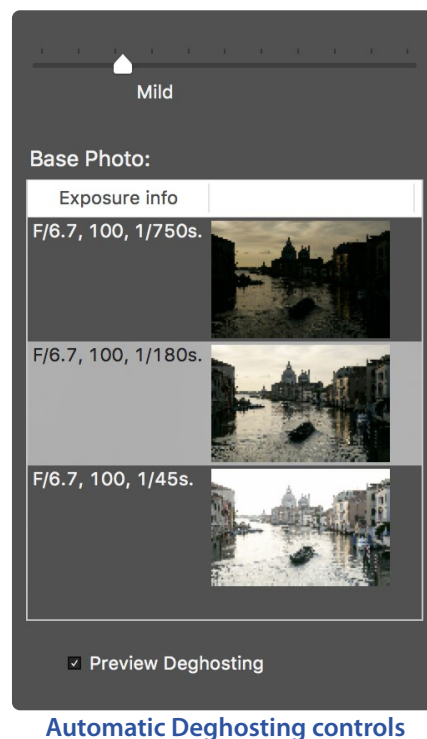 Mild
Base Photo:
Exposure info
F/6.7, 100, 1/750s.
F/6.7, 100, 1/180s.
F/6.7, 100, 1/45s.
Preview Deghosting
Automatic Deghosting controls